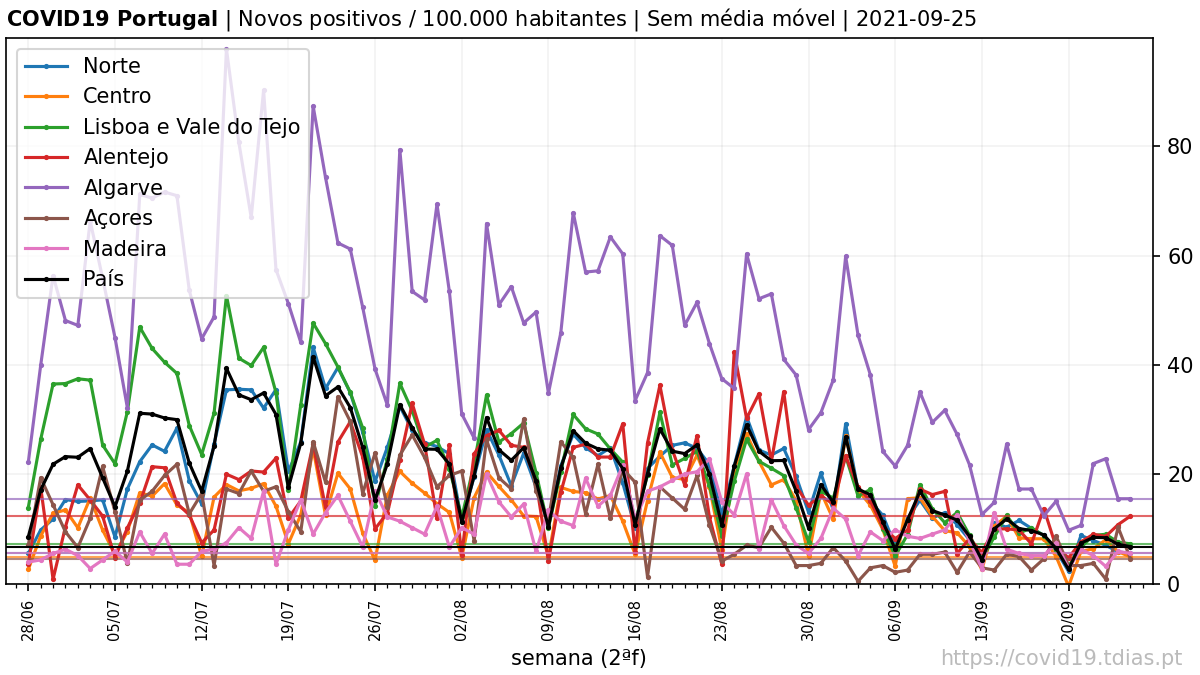 COVID19 Portugal | Novos positivos / 100.000 habitantes | Sem média móvel | 2021-09-25
Norte
Centro
Lisboa e Vale do Tejo
Alentejo
Algarve
Açores
Madeira
País
80
60
40
20
0
28/06 05/07 12/07 19/07 26/07 02/08 09/08 16/08 23/08 30/08 06/09 13/09 20/09
semana (2ªf)
https://covid19.tdias.pt